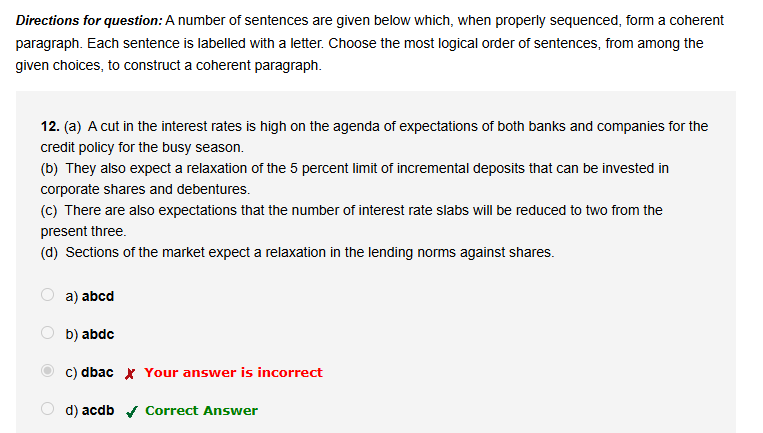 Directions for question: A number of sentences are given below which, when properly sequenced, form a coherent
paragraph. Each sentence is labelled with a letter. Choose the most logical order of sentences, from among the
given choices, to construct a coherent paragraph.
12. (a) A cut in the interest rates is high on the agenda of expectations of both banks and companies for the
credit policy for the busy season.
(b) They also expect a relaxation of the 5 percent limit of incremental deposits that can be invested in
corporate shares and debentures.
(c) There are also expectations that the number of interest rate slabs will be reduced to two from the
present three.
(d) Sections of the market expect a relaxation in the lending norms against shares.
a) abcd
b) abdc
c) dbac ✗ Your answer is incorrect
d) acdb ✓ Correct Answer